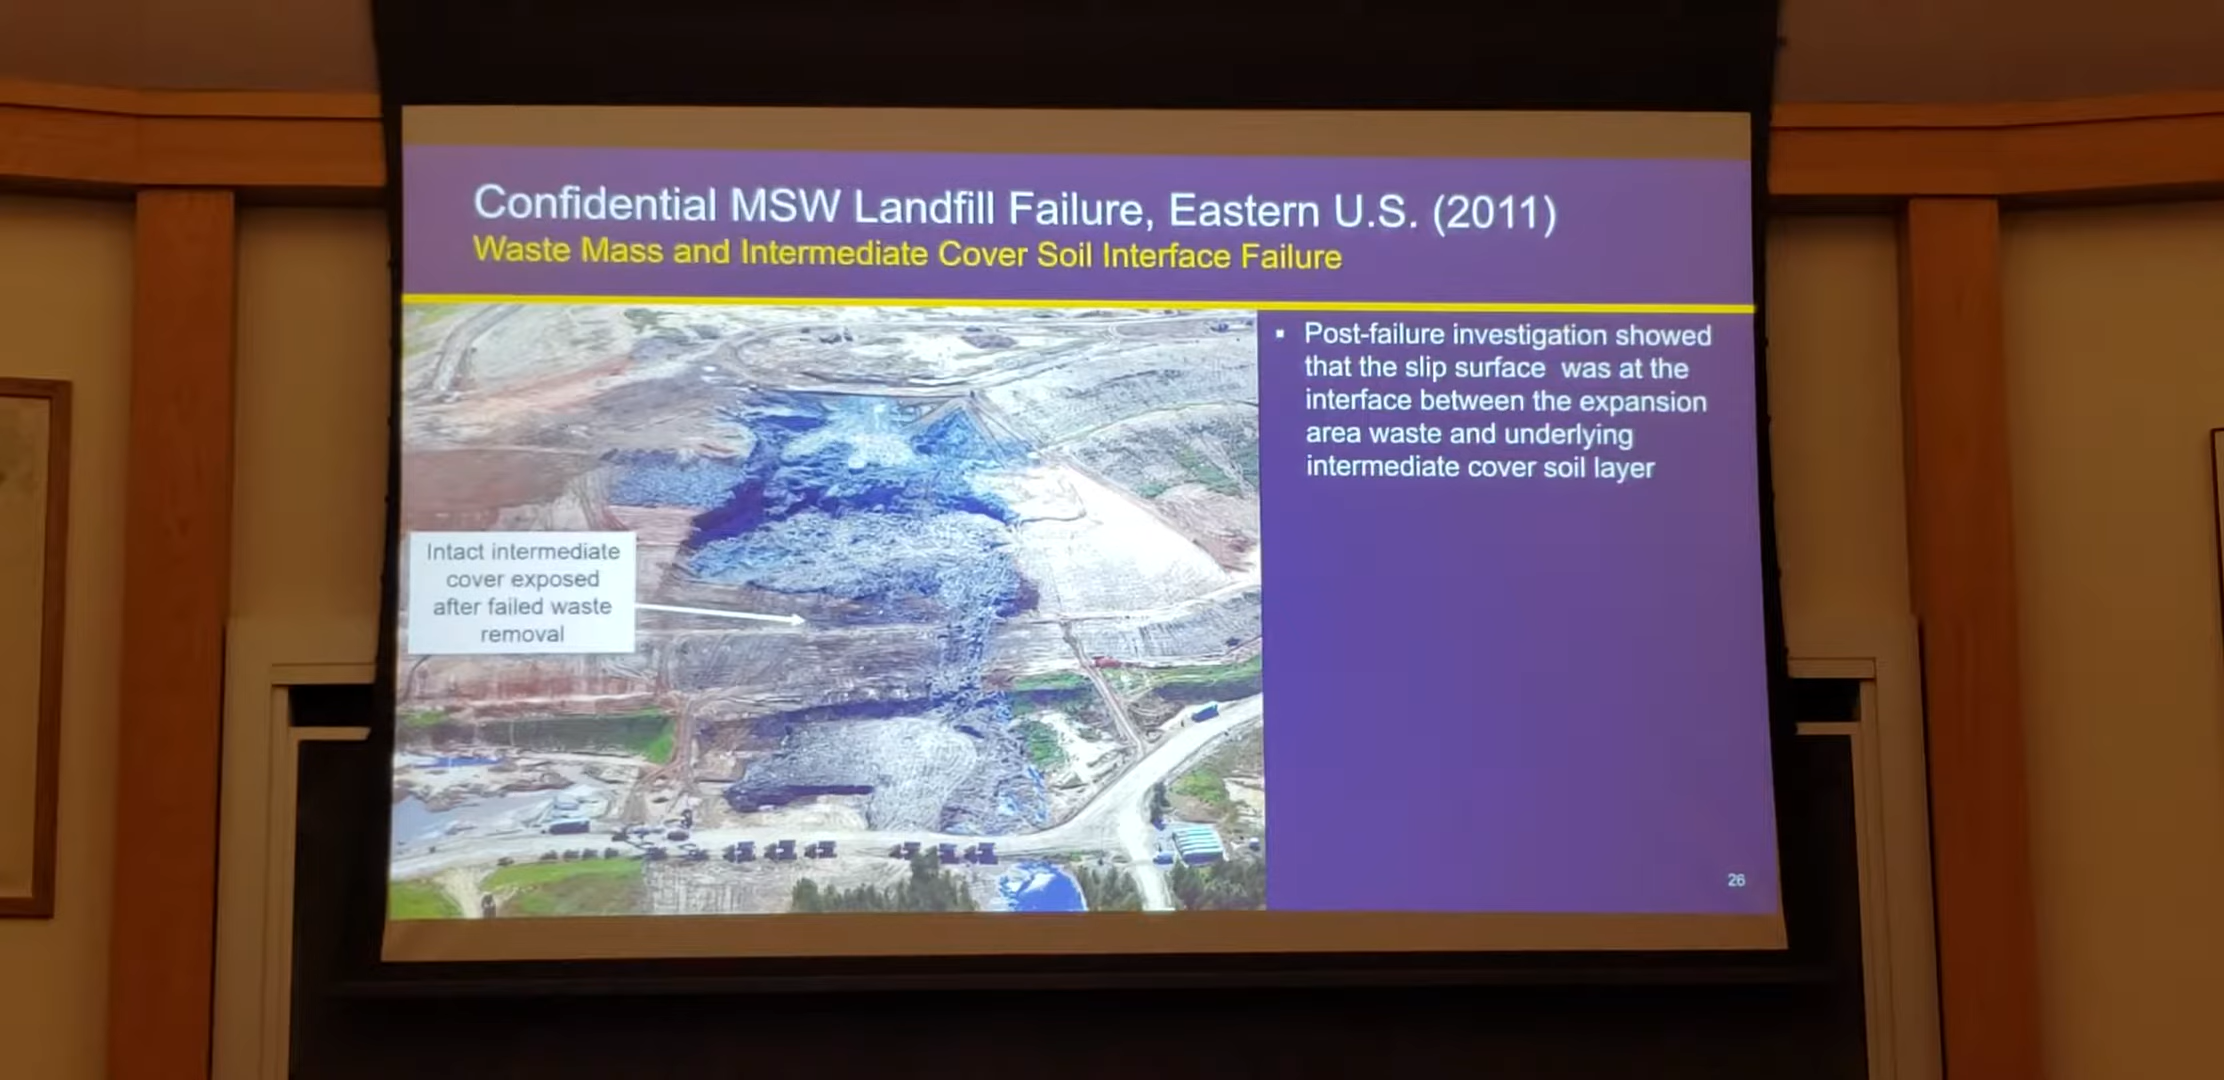 Confidential MSW Landfill Failure, Eastern U.S. (2011)
Waste Mass and Intermediate Cover Soil Interface Failure
Intact intermediate
cover exposed
after failed waste
removal
▪ Post-failure investigation showed
that the slip surface was at the
interface between the expansion
area waste and underlying
intermediate cover soil layer
26